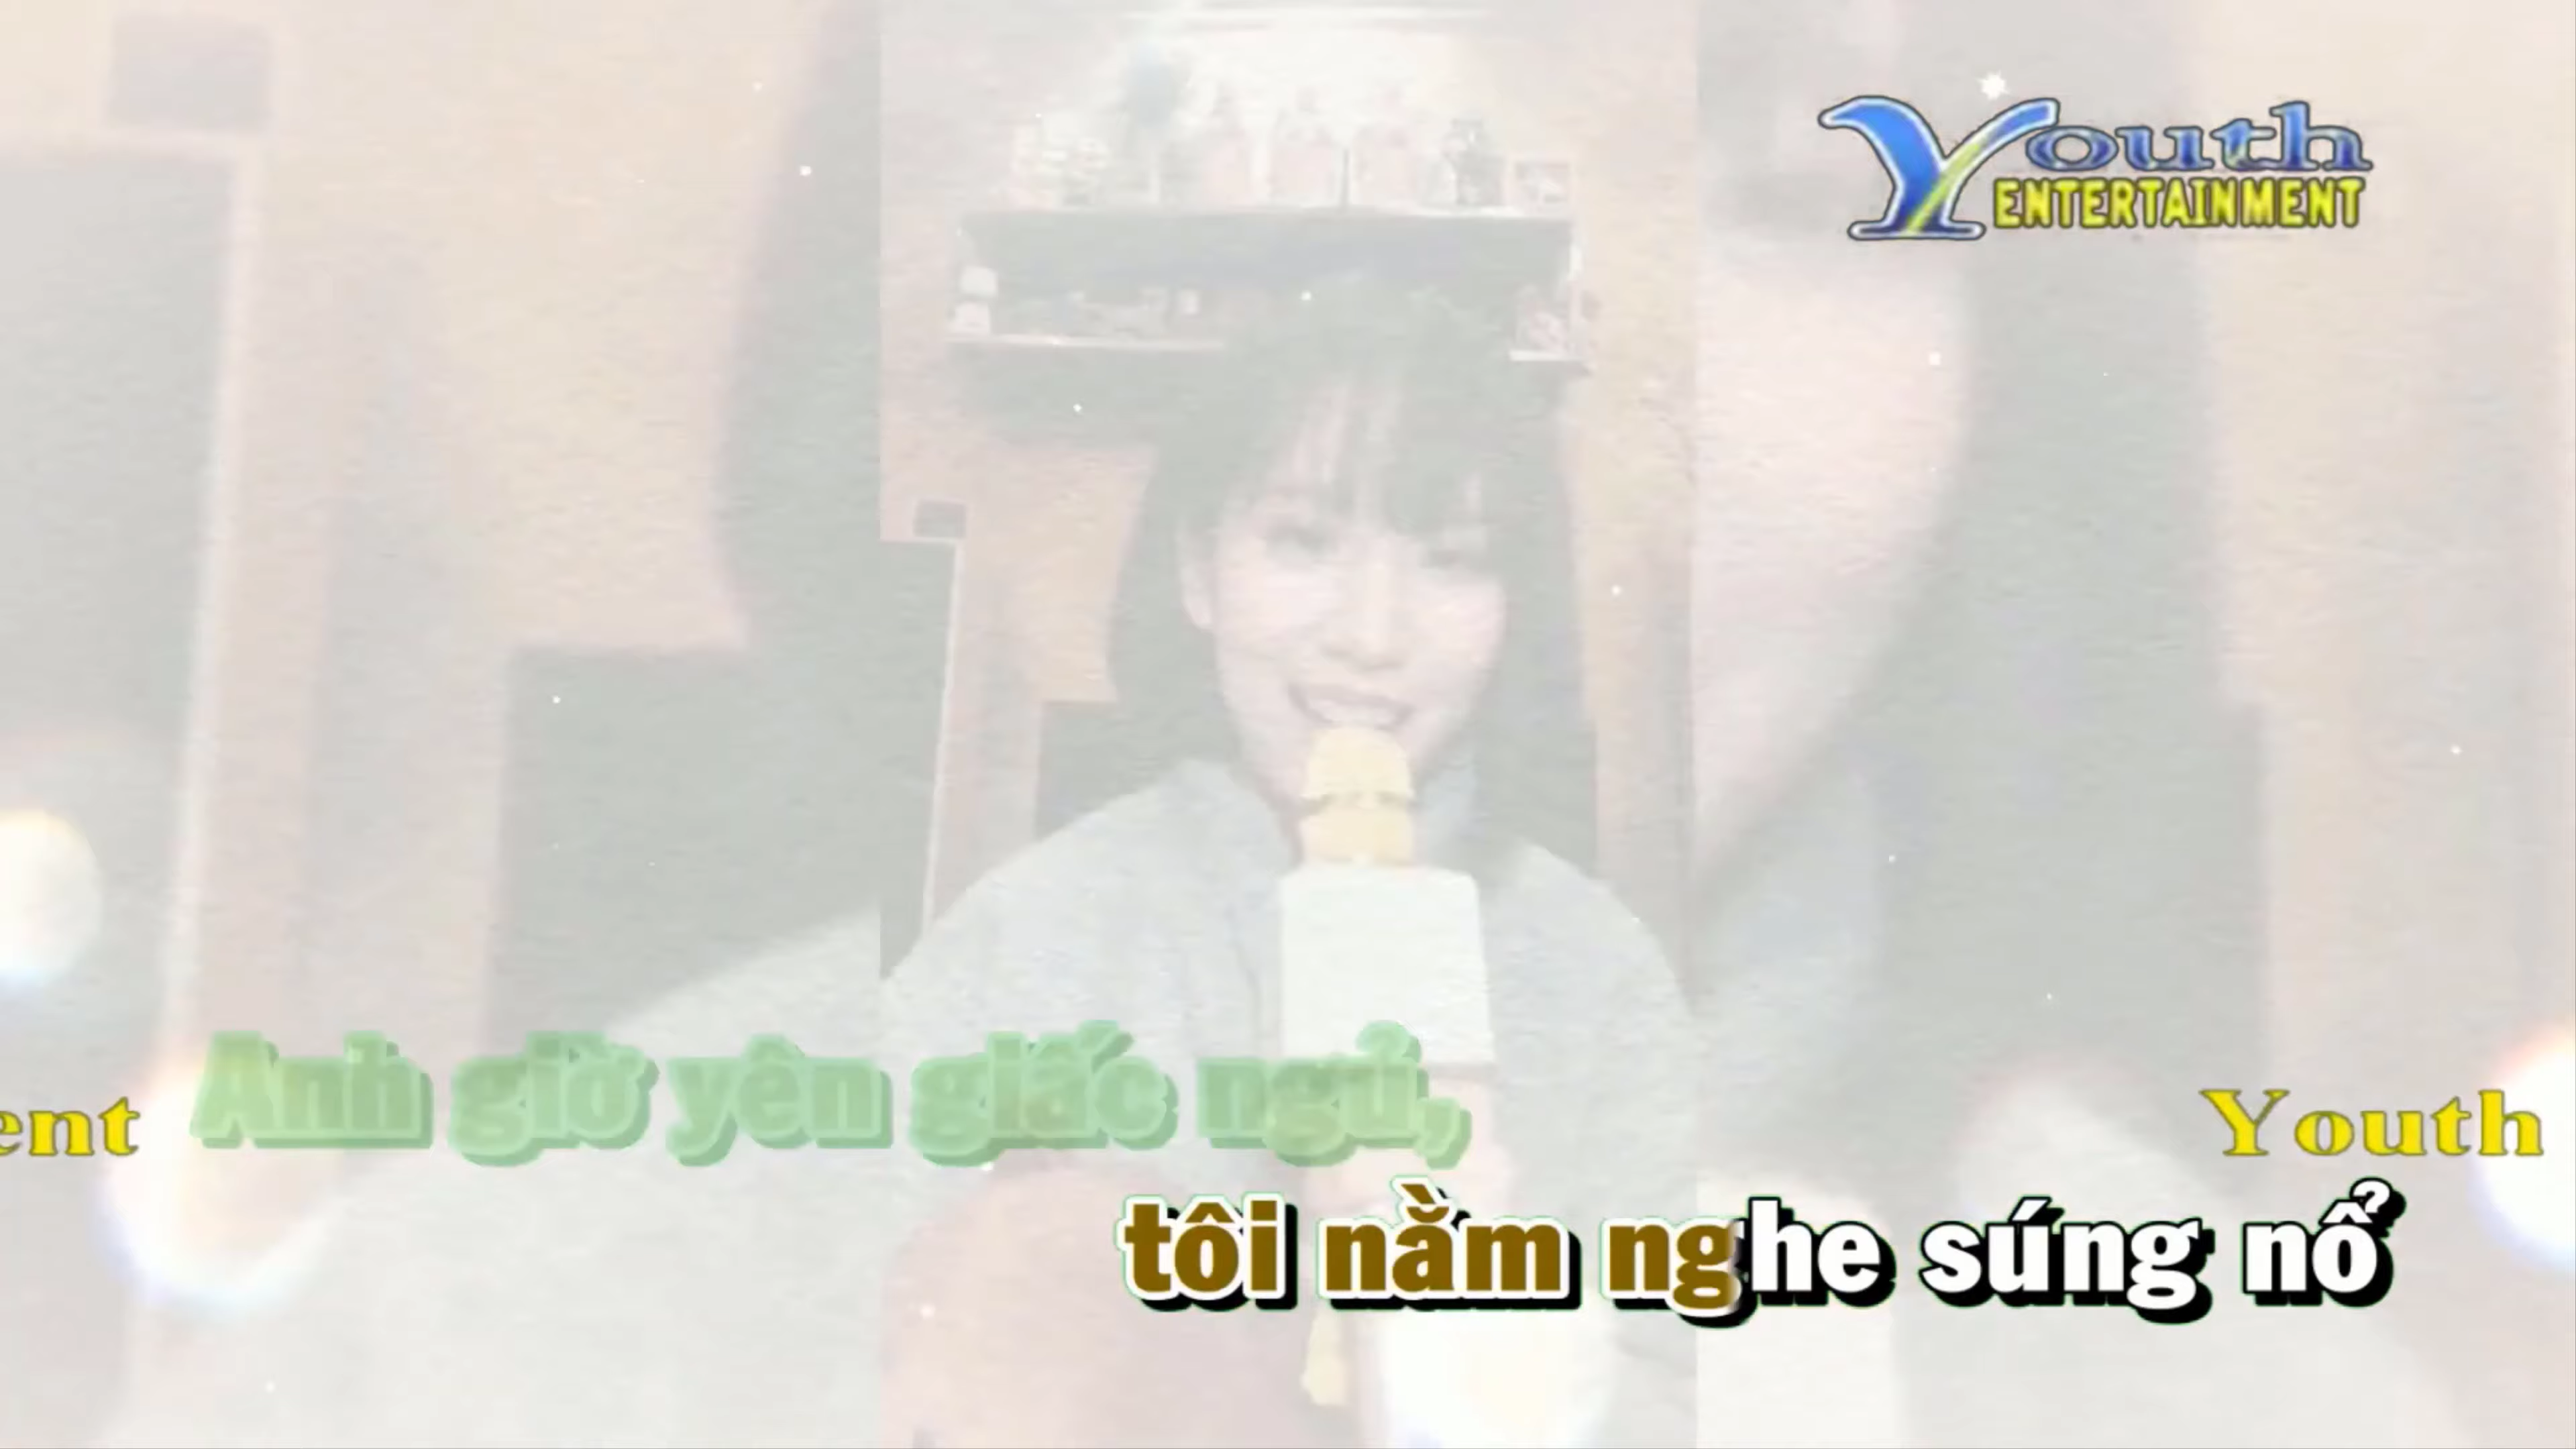 Youth
ENTERTAINMENT
Anh giờ yên giấc ngủ,
ent Youth
tôi nằm nghe súng nổ